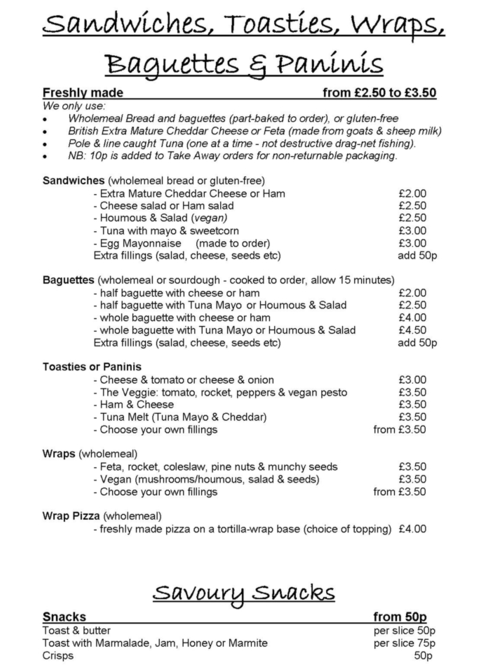 Sandwiches, Toasties, Wraps,
Baguettes & Paninis
Freshly made from £2.50 to £3.50
We only use:
• Wholemeal Bread and baguettes (part-baked to order), or gluten-free
• British Extra Mature Cheddar Cheese or Feta (made from goats & sheep milk)
• Pole & line caught Tuna (one at a time - not destructive drag-net fishing).
• NB: 10p is added to Take Away orders for non-returnable packaging.
Sandwiches (wholemeal bread or gluten-free)
- Extra Mature Cheddar Cheese or Ham £2.00
- Cheese salad or Ham salad £2.50
- Houmous & Salad (vegan) £2.50
- Tuna with mayo & sweetcorn £3.00
- Egg Mayonnaise (made to order) £3.00
Extra fillings (salad, cheese, seeds etc) add 50p
Baguettes (wholemeal or sourdough - cooked to order, allow 15 minutes)
- half baguette with cheese or ham £2.00
- half baguette with Tuna Mayo or Houmous & Salad £2.50
- whole baguette with cheese or ham £4.00
- whole baguette with Tuna Mayo or Houmous & Salad £4.50
Extra fillings (salad, cheese, seeds etc) add 50p
Toasties or Paninis
- Cheese & tomato or cheese & onion £3.00
- The Veggie: tomato, rocket, peppers & vegan pesto £3.50
- Ham & Cheese £3.50
- Tuna Melt (Tuna Mayo & Cheddar) £3.50
- Choose your own fillings from £3.50
Wraps (wholemeal)
- Feta, rocket, coleslaw, pine nuts & munchy seeds £3.50
- Vegan (mushrooms/houmous, salad & seeds) £3.50
- Choose your own fillings from £3.50
Wrap Pizza (wholemeal)
- freshly made pizza on a tortilla-wrap base (choice of topping) £4.00
Savoury Snacks
Snacks from 50p
Toast & butter per slice 50p
Toast with Marmalade, Jam, Honey or Marmite per slice 75p
Crisps 50p